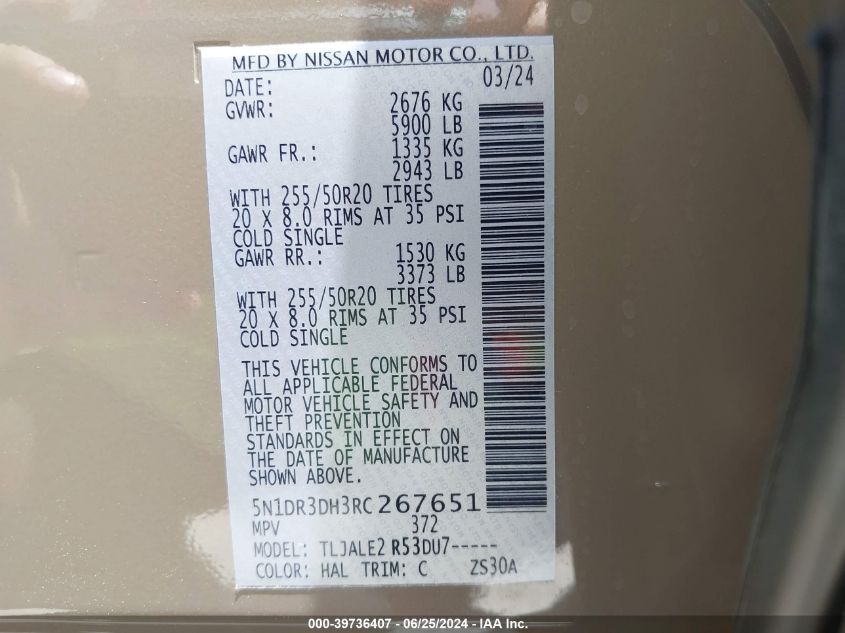 MFD BY NISSAN MOTOR CO., LTD.
DATE: 03/24
GVWR: 2676 KG
5900 LB
GAWR FR.: 1335 KG
2943 LB
WITH 255/50R20 TIRES
20 X 8.0 RIMS AT 35 PSI
COLD SINGLE
GAWR RR.: 1530 KG
3373 LB
WITH 255/50R20 TIRES
20 X 8.0 RIMS AT 35 PSI
COLD SINGLE
THIS VEHICLE CONFORMS TO
ALL APPLICABLE FEDERAL
MOTOR VEHICLE SAFETY AND
THEFT PREVENTION
STANDARDS IN EFFECT ON
THE DATE OF MANUFACTURE
SHOWN ABOVE.
5N1DR3DH3RC267651
MPV 372
MODEL: TLJALE2 R53DU7-----
COLOR: HAL TRIM: C ZS30A
000-39736407 - 06/25/2024 - IAA Inc.